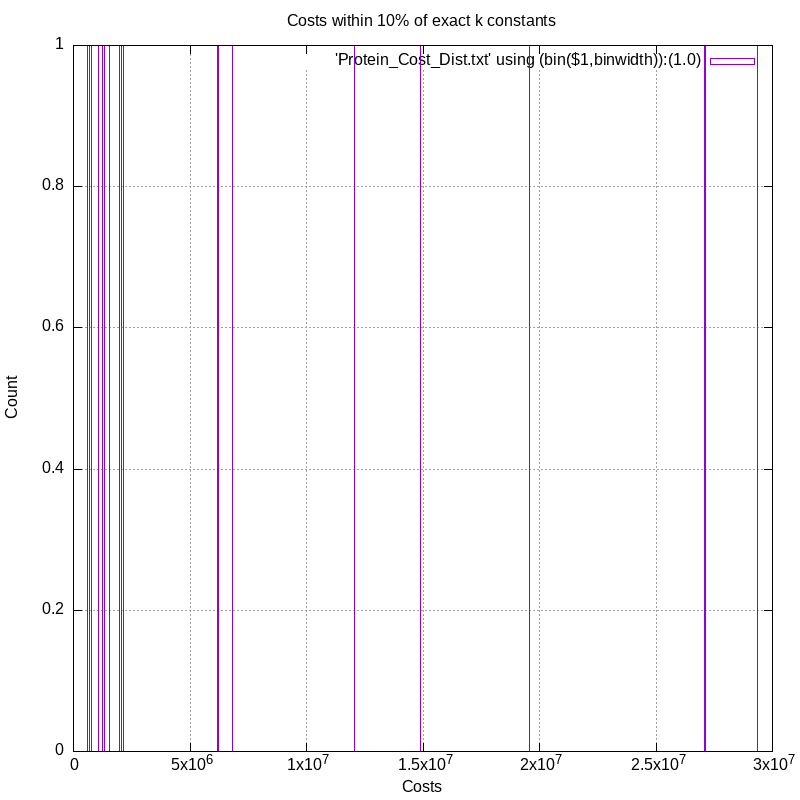 Costs within 10% of exact k constants
'Protein_Cost_Dist.txt' using (bin($1,binwidth)):(1.0)
1
0.8
0.6
0.4
0.2
0
Count
0 5x10⁶ 1x10⁷ 1.5x10⁷ 2x10⁷ 2.5x10⁷ 3x10⁷
Costs